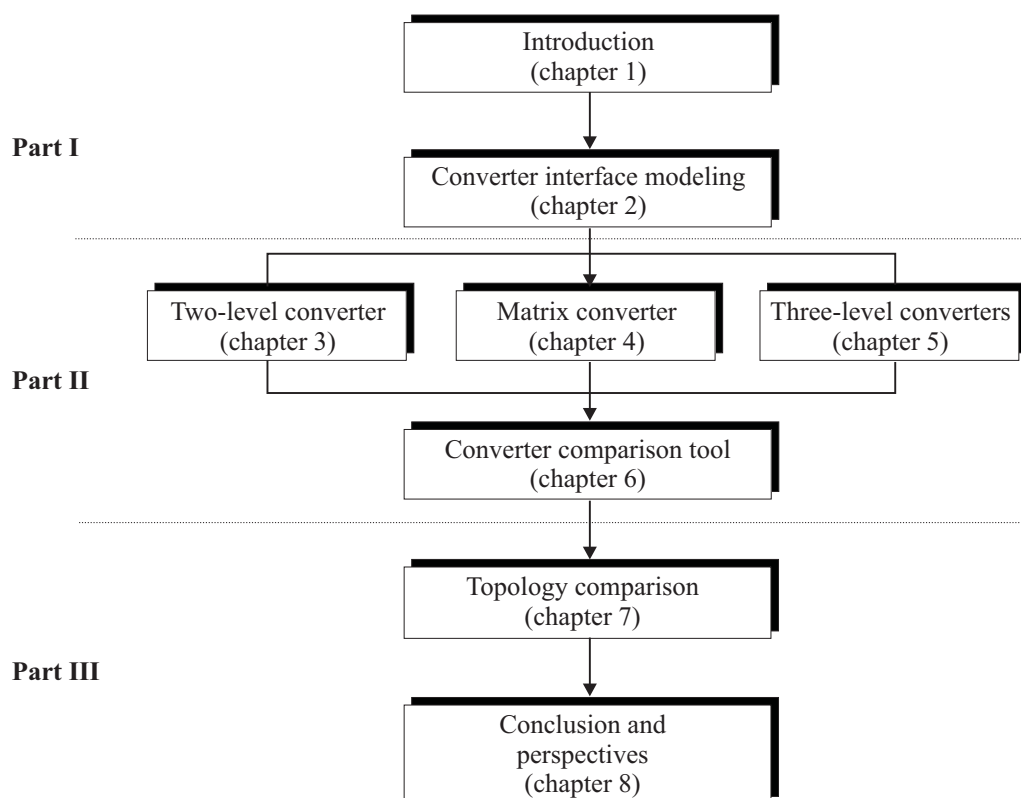 Introduction
(chapter 1)
Part I
Converter interface modeling
(chapter 2)
Two-level converter
(chapter 3)
Matrix converter
(chapter 4)
Three-level converters
(chapter 5)
Part II
Converter comparison tool
(chapter 6)
Topology comparison
(chapter 7)
Part III
Conclusion and
perspectives
(chapter 8)